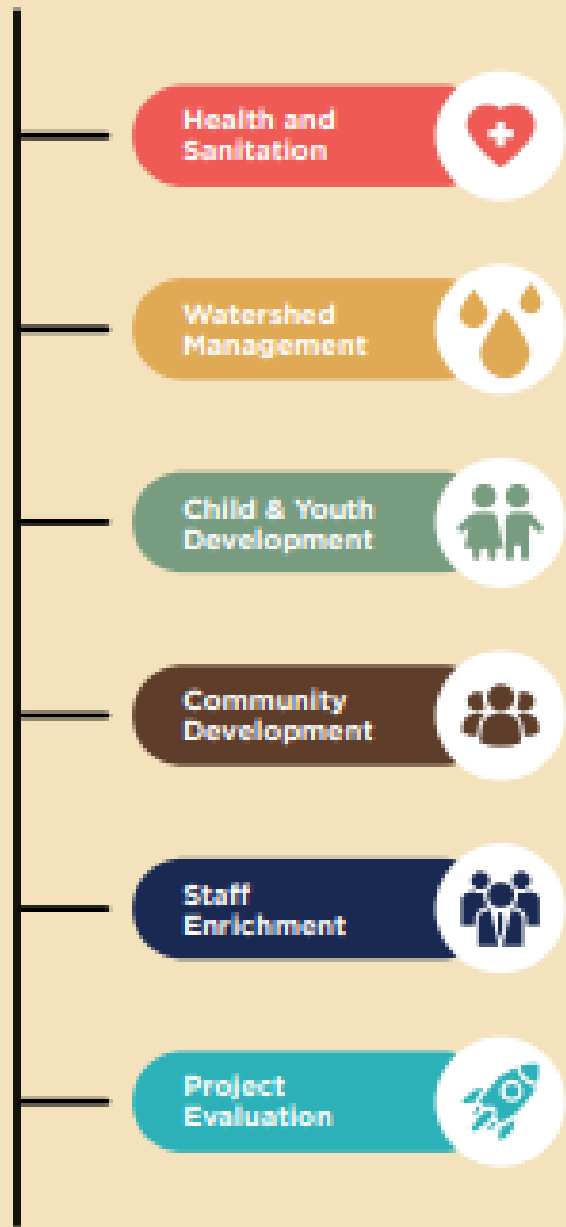 Health and
Sanitation
Watershed
Management
Child & Youth
Development
Community
Development
Staff
Enrichment
Project
Evaluation